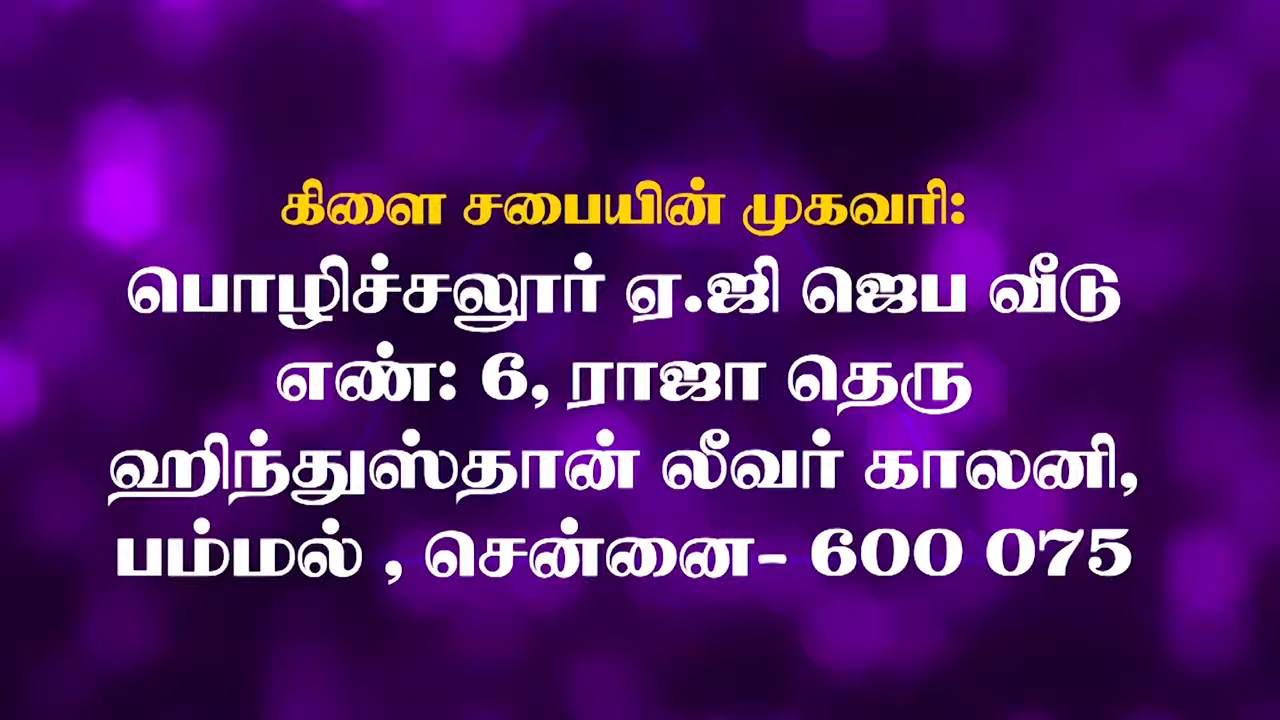 கிளை சபையின் முகவரி:
பொழிச்சலூர் ஏ.ஜி ஜெப வீடு
எண்: 6, ராஜா தெரு
ஹிந்துஸ்தான் லீவர் காலனி,
பம்மல் , சென்னை- 600 075